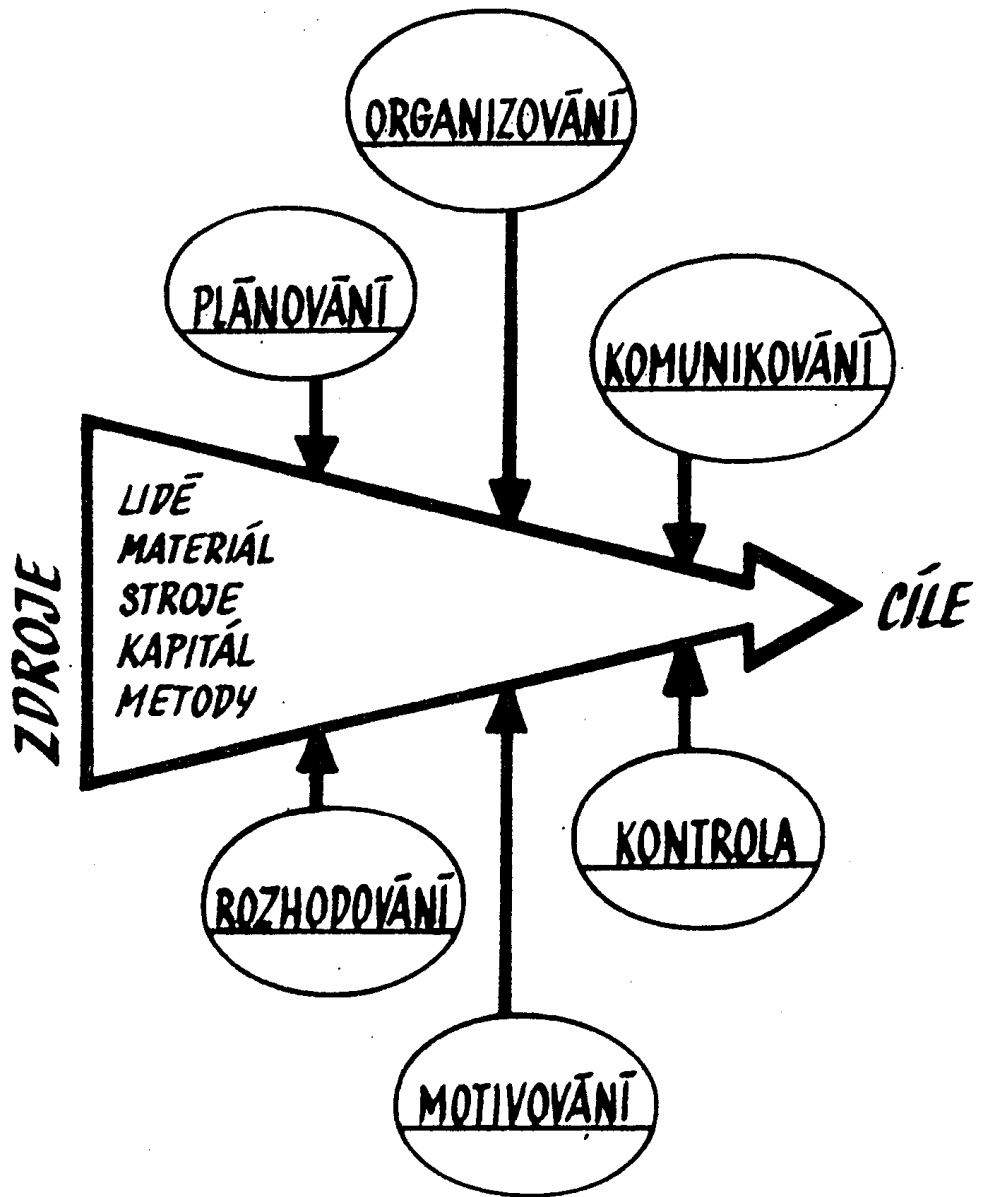 ORGANIZOVÁNÍ
PLÁNOVÁNÍ
KOMUNIKOVÁNÍ
ZDROJE
LIDÉ
MATERIÁL
STROJE
KAPITÁL
METODY
CÍLE
ROZHODOVÁNÍ
KONTROLA
MOTIVOVÁNÍ